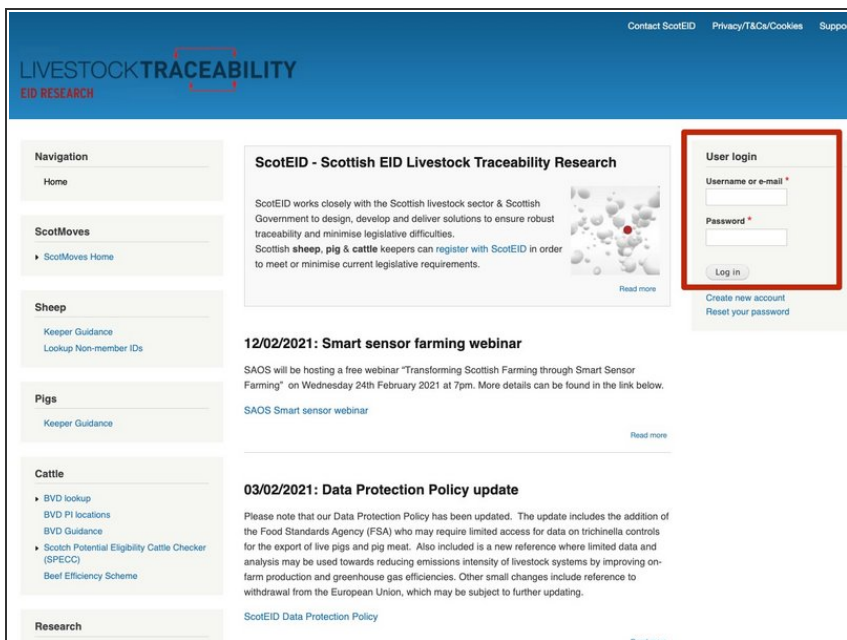 Contact ScotEID Privacy/T&Cs/Cookies
LIVESTOCKTRACEABILITY
EID RESEARCH
Navigation
Home
ScotMoves
ScotMoves Home
Sheep
Keeper Guidance
Lookup Non-member IDs
Pigs
Keeper Guidance
Cattle
BVD lookup
BVD PI locations
BVD Guidance
Scotch Potential Eligibility Cattle Checker
(SPECC)
Beef Efficiency Scheme
Research
ScotEID - Scottish EID Livestock Traceability Research
ScotEID works closely with the Scottish livestock sector & Scottish
Government to design, develop and deliver solutions to ensure robust
traceability and minimise legislative difficulties.
Scottish sheep, pig & cattle keepers can register with ScotEID in order
to meet or minimise current legislative requirements.
Read more
12/02/2021: Smart sensor farming webinar
SAOS will be hosting a free webinar “Transforming Scottish Farming through Smart Sensor
Farming” on Wednesday 24th February 2021 at 7pm. More details can be found in the link below.
SAOS Smart sensor webinar
Read more
03/02/2021: Data Protection Policy update
Please note that our Data Protection Policy has been updated. The update includes the addition of
the Food Standards Agency (FSA) who may require limited access for data on trichinella controls
for the export of live pigs and pig meat. Also included is a new reference where limited data and
analysis may be used towards reducing emissions intensity of livestock systems by improving on-
farm production and greenhouse gas efficiencies. Other small changes include reference to
withdrawal from the European Union, which may be subject to further updating.
ScotEID Data Protection Policy
User login
Username or e-mail *
Password *
Log in
Create new account
Reset your password